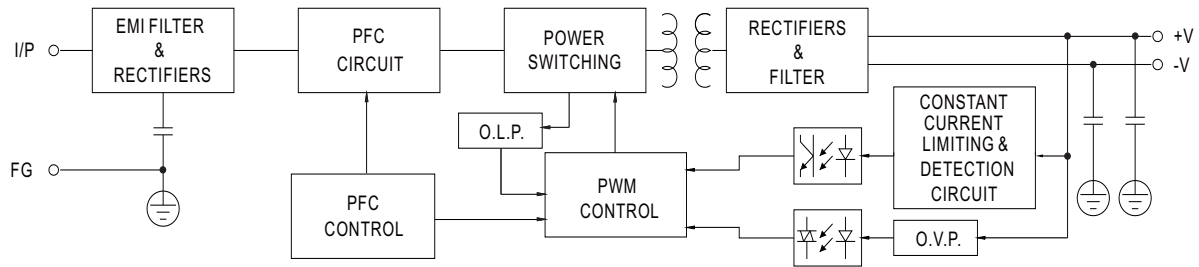 I/P
EMI FILTER
&
RECTIFIERS
PFC
CIRCUIT
POWER
SWITCHING
RECTIFIERS
&
FILTER
+V
-V
O.L.P.
CONSTANT
CURRENT
LIMITING &
DETECTION
CIRCUIT
FG
PFC
CONTROL
PWM
CONTROL
O.V.P.